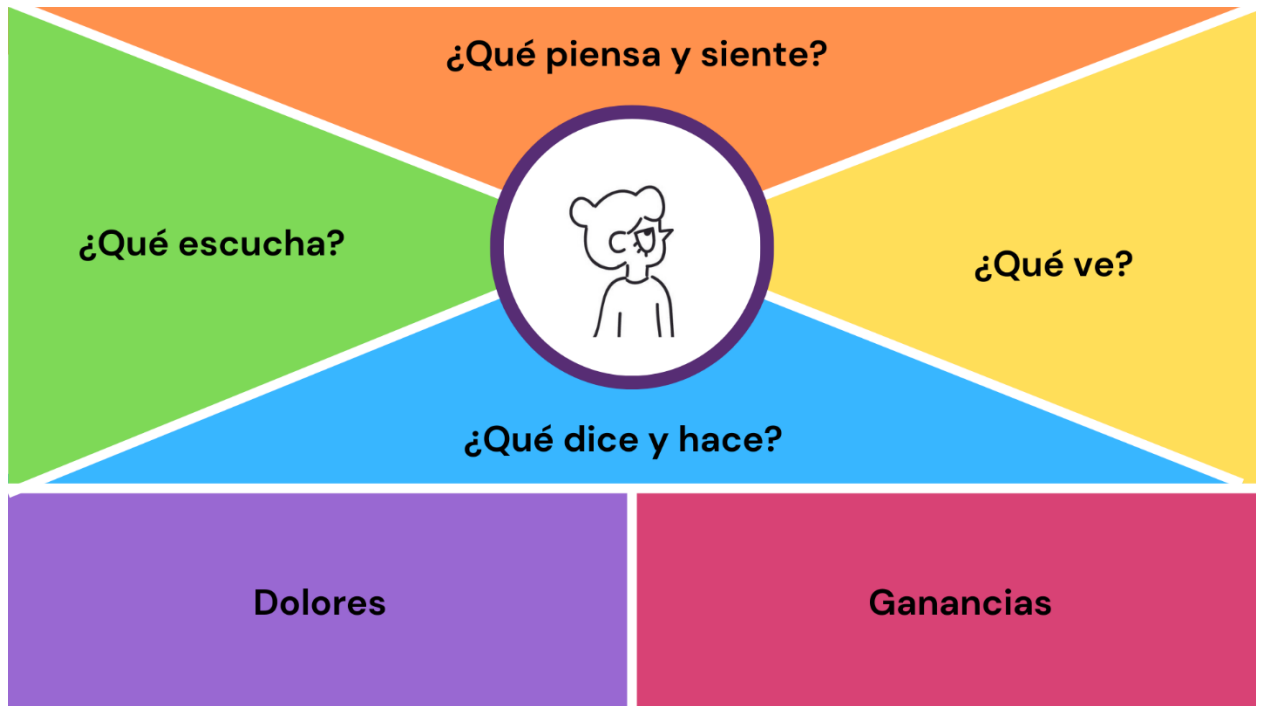 ¿Qué piensa y siente?
¿Qué escucha?
¿Qué ve?
¿Qué dice y hace?
Dolores
Ganancias